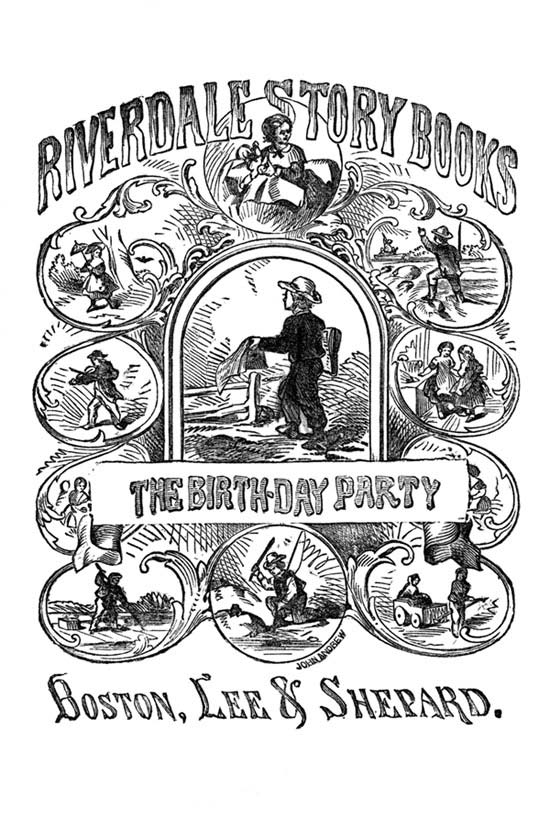 RIVERDALE STORY BOOKS
THE BIRTH-DAY PARTY
JOHN ANDREW
BOSTON, LEE & SHEPARD.